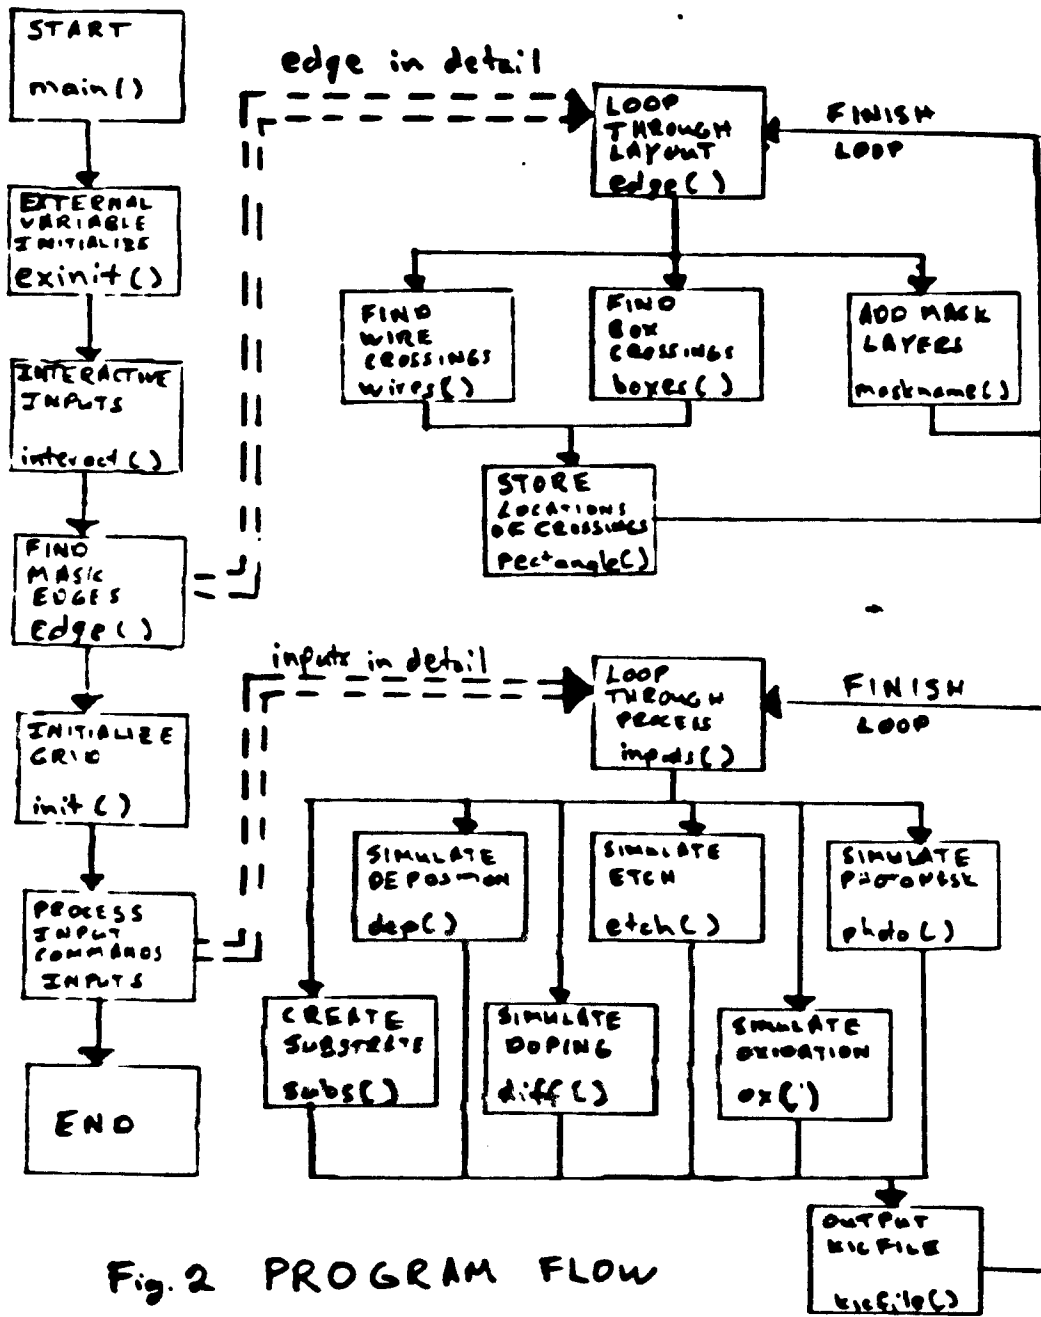 START
main()
EXTERNAL
VARIABLE
INITIALIZE
exinit()
INTERACTIVE
INPUTS
interact()
FIND
MASK
EDGES
edge()
INITIALIZE
GRID
init()
PROCESS
INPUT
COMMANDS
INPUTS
END
edge in detail
LOOP
THROUGH
LAYOUT
edge()
FINISH
LOOP
FIND
WIRE
CROSSINGS
wires()
FIND
BOX
CROSSINGS
boxes()
ADD MASK
LAYERS
maskname()
STORE
LOCATIONS
OF CROSSINGS
rectangle()
inputs in detail
LOOP
THROUGH
PROCESS
inputs()
FINISH
LOOP
SIMULATE
DEPOSITION
dep()
SIMULATE
ETCH
etch()
SIMULATE
PHOTOMASK
photo()
CREATE
SUBSTRATE
subs()
SIMULATE
DOPING
diff()
SIMULATE
OXIDATION
ox()
OUTPUT
KICFILE
kicfile()
Fig. 2 PROGRAM FLOW